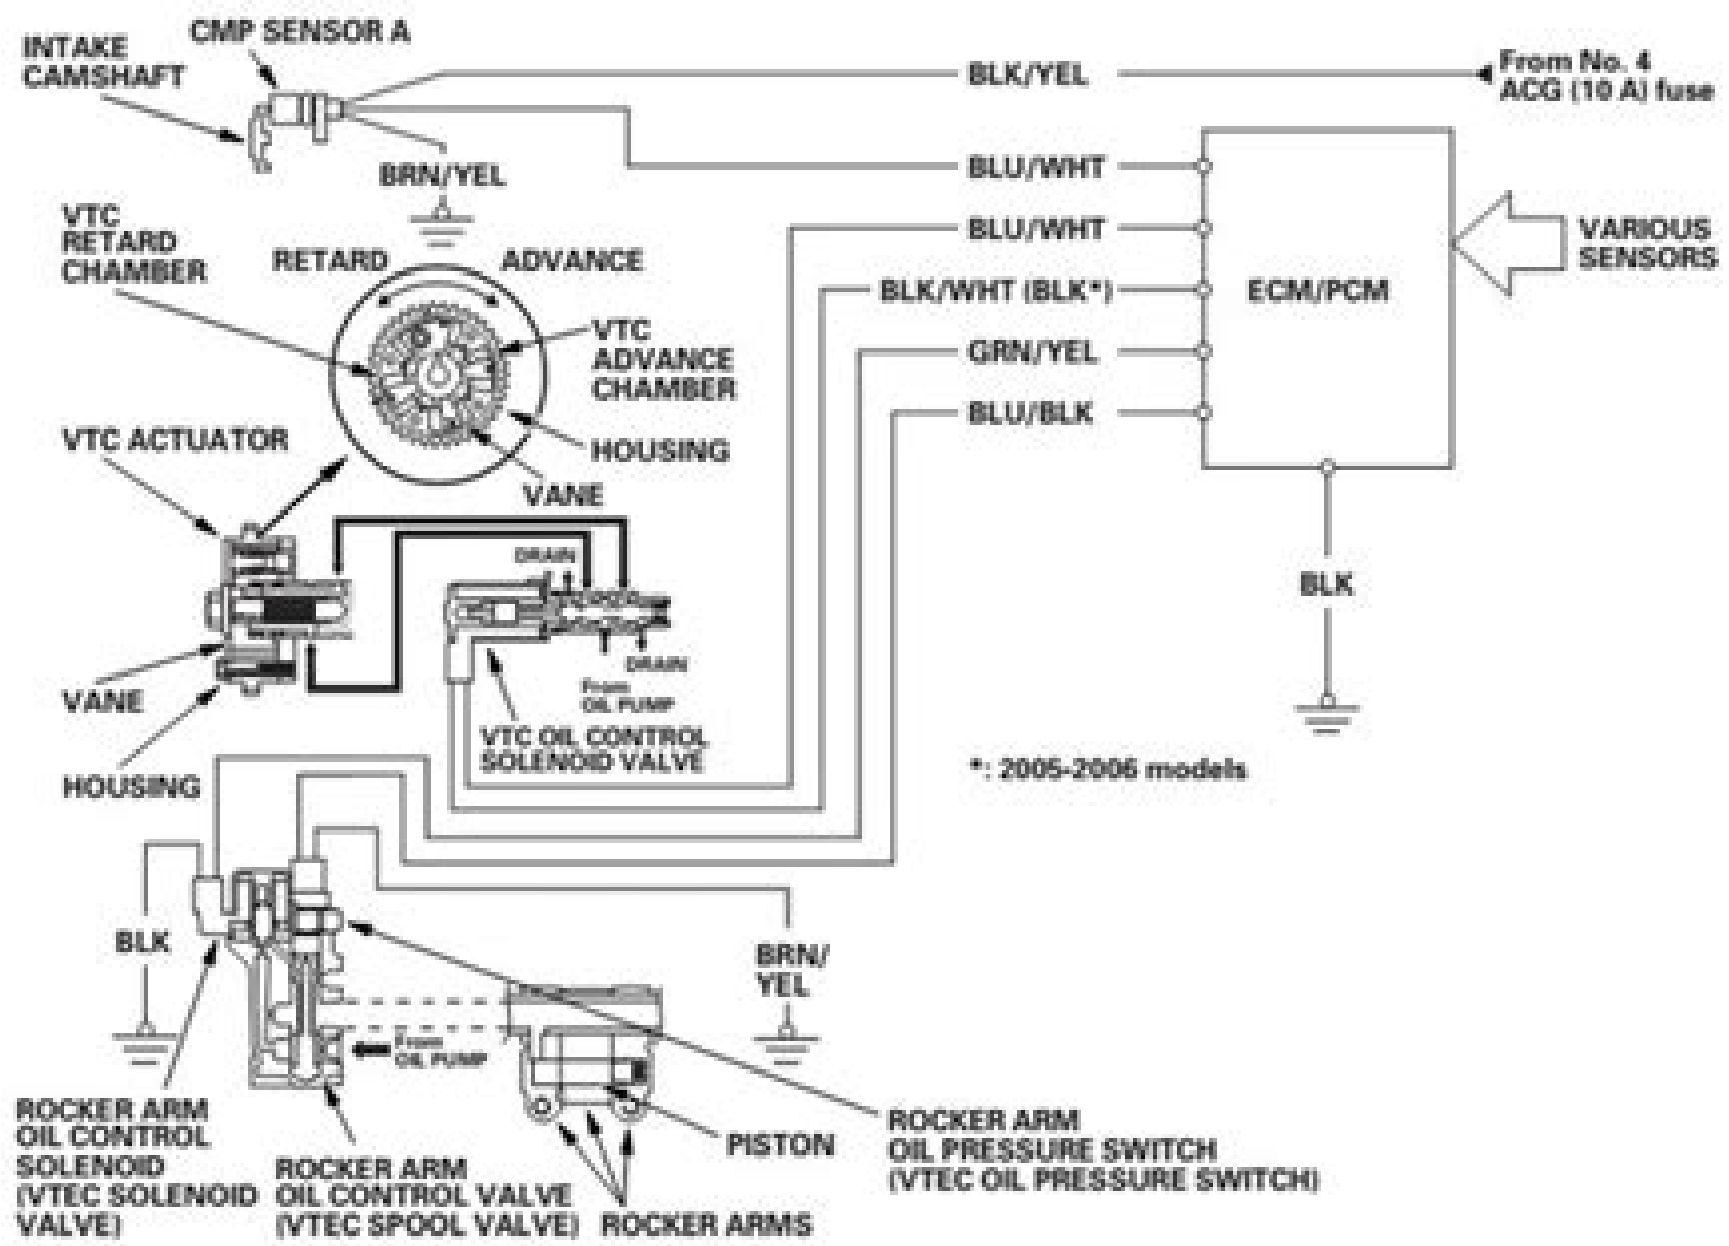 CMP SENSOR A
INTAKE
CAMSHAFT
BLK/YEL
From No. 4
ACG (10 A) fuse
BLU/WHT
BRN/YEL
VTC
RETARD
CHAMBER
RETARD
ADVANCE
BLU/WHT
VARIOUS
SENSORS
BLK/WHT (BLK*)
ECM/PCM
VTC
ADVANCE
CHAMBER
GRN/YEL
BLU/BLK
VTC ACTUATOR
HOUSING
VANE
DRAIN
BLK
DRAIN
From
OIL PUMP
VANE
VTC OIL CONTROL
SOLENOID VALVE
HOUSING
*: 2005-2006 models
BLK
BRN/
YEL
From
OIL PUMP
ROCKER ARM
OIL CONTROL
SOLENOID
(VTEC SOLENOID
VALVE)
ROCKER ARM
OIL CONTROL VALVE
(VTEC SPOOL VALVE)
ROCKER ARMS
PISTON
ROCKER ARM
OIL PRESSURE SWITCH
(VTEC OIL PRESSURE SWITCH)